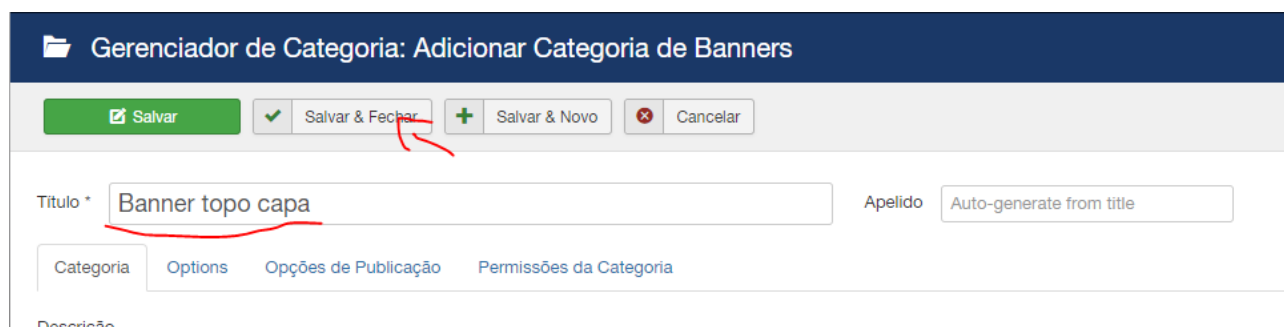 Gerenciador de Categoria: Adicionar Categoria de Banners
Salvar Salvar & Fechar Salvar & Novo Cancelar
Título * Banner topo capa Apelido Auto-generate from title
Categoria Options Opções de Publicação Permissões da Categoria
Descrição